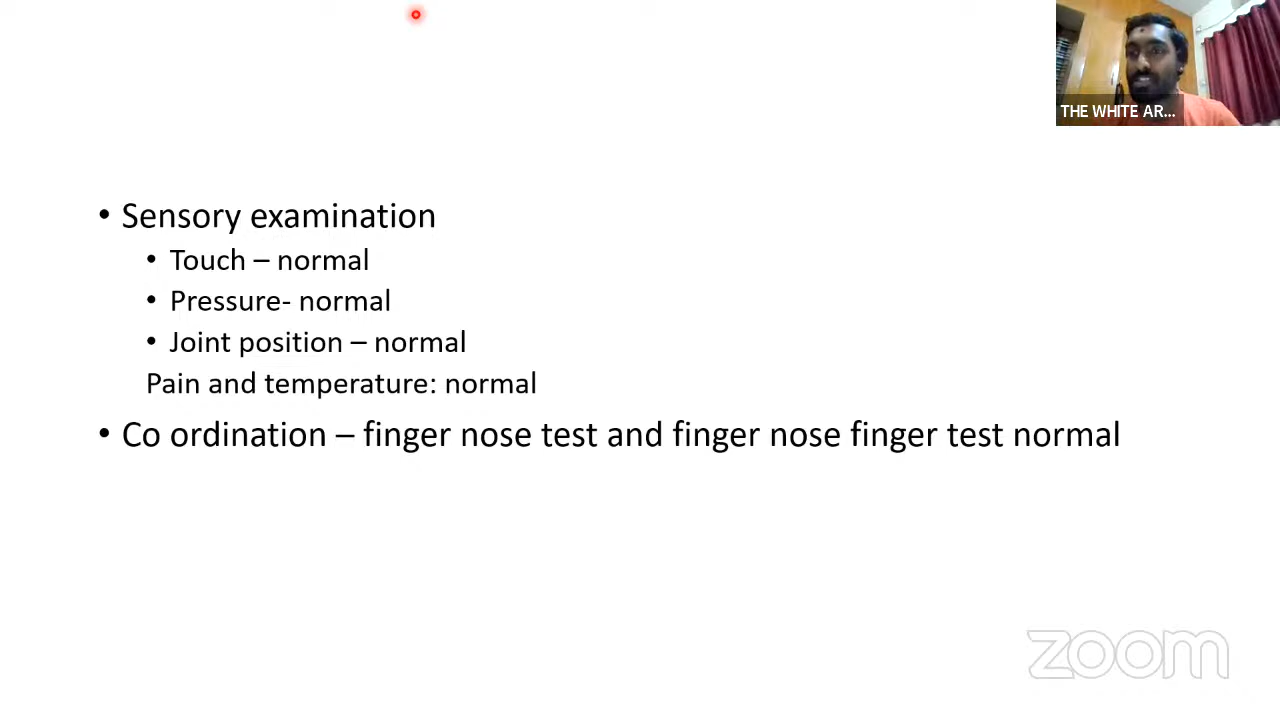 THE WHITE AR...
• Sensory examination
• Touch – normal
• Pressure- normal
• Joint position – normal
Pain and temperature: normal
• Co ordination – finger nose test and finger nose finger test normal
zoom